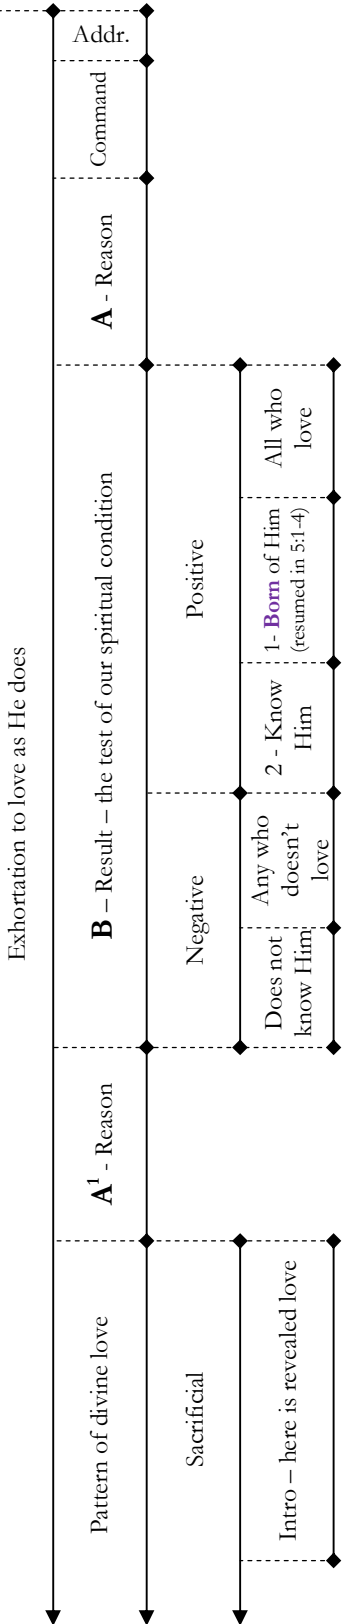 Exhortation to love as He does
Addr.
Command
A - Reason
B – Result – the test of our spiritual condition
A¹ - Reason
Pattern of divine love
Positive
Negative
Sacrificial
All who
love
1- Born of Him
(resumed in 5:1-4)
2 - Know
Him
Any who
doesn't
love
Does not
know Him
Intro – here is revealed love